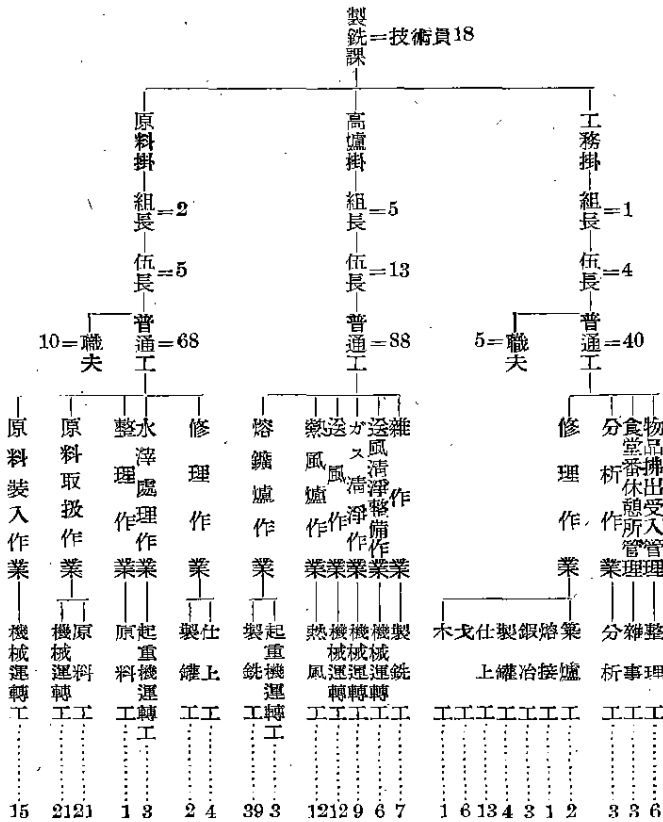 製銑課=技術員18
原料掛
高爐掛
工務掛
組長=2
組長=5
組長=1
伍長=5
伍長=13
伍長=4
10=職夫
普通工=68
普通工=88
5=職夫
普通工=40
原料装入作業
原料取扱作業
整理作業
水滓處理作業
修理作業
熔鑛爐作業
熱風爐作業
送風作業
ガス清淨作業
送風清淨整備作業
雜作業
修理作業
分析作業
食堂番休憩所管理
物品拂出受入管理
機械運轉工……15
機械運轉工……21
原料工……21
原料工……1
起重機運轉工……3
製罐工……2
仕上工……4
製銑工……39
起重機運轉工……3
熱風工……12
機械運轉工……12
機械運轉工……9
機械運轉工……6
製銑工……7
木工……1
戈工……6
仕上工……13
製罐工……4
鍜冶工……3
熔接工……1
築爐工……2
分析工……3
雜事工……3
整理工……6